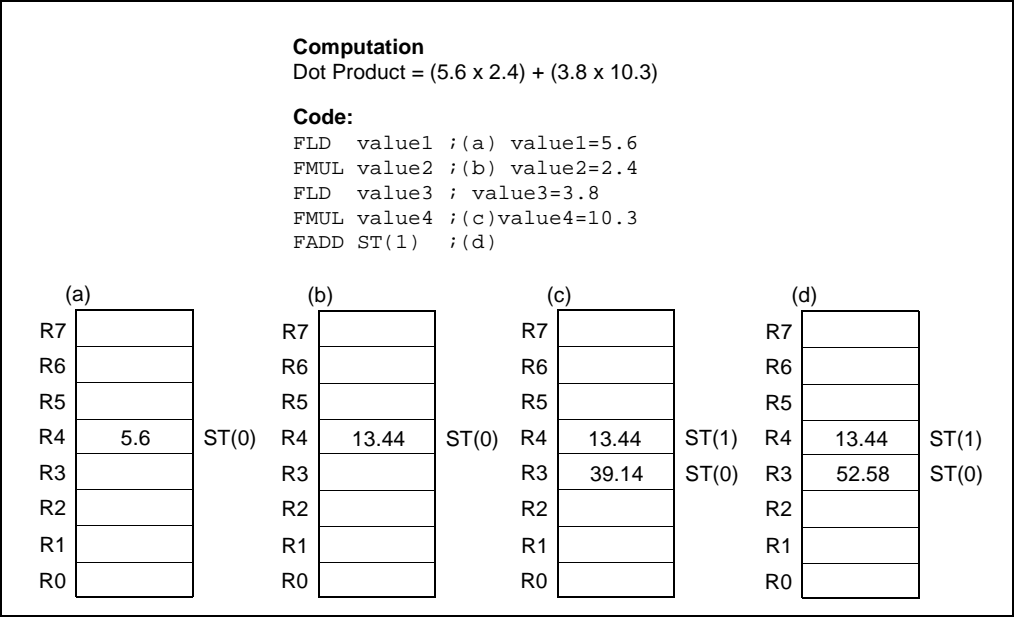 Computation
Dot Product = (5.6 x 2.4) + (3.8 x 10.3)
Code:
FLD  value1 ;(a) value1=5.6
FMUL value2 ;(b) value2=2.4
FLD  value3 ; value3=3.8
FMUL value4 ;(c)value4=10.3
FADD ST(1)  ;(d)
(a) (b) (c) (d)
R7 R7 R7 R7
R6 R6 R6 R6
R5 R5 R5 R5
R4 5.6 ST(0) R4 13.44 ST(0) R4 13.44 ST(1) R4 13.44 ST(1)
R3 R3 R3 39.14 ST(0) R3 52.58 ST(0)
R2 R2 R2 R2
R1 R1 R1 R1
R0 R0 R0 R0